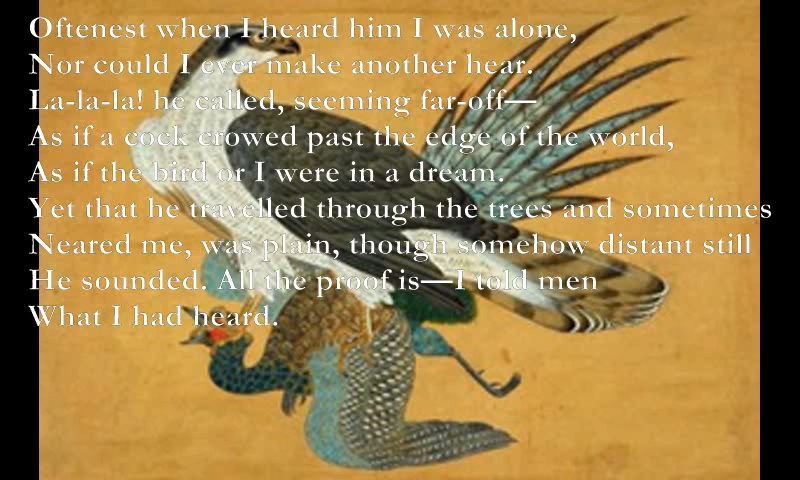 Oftenest when I heard him I was alone,
Nor could I ever make another hear.
La-la-la! he called, seeming far-off—
As if a cock crowed past the edge of the world,
As if the bird or I were in a dream.
Yet that he travelled through the trees and sometimes
Neared me, was plain, though somehow distant still
He sounded. All the proof is—I told men
What I had heard.